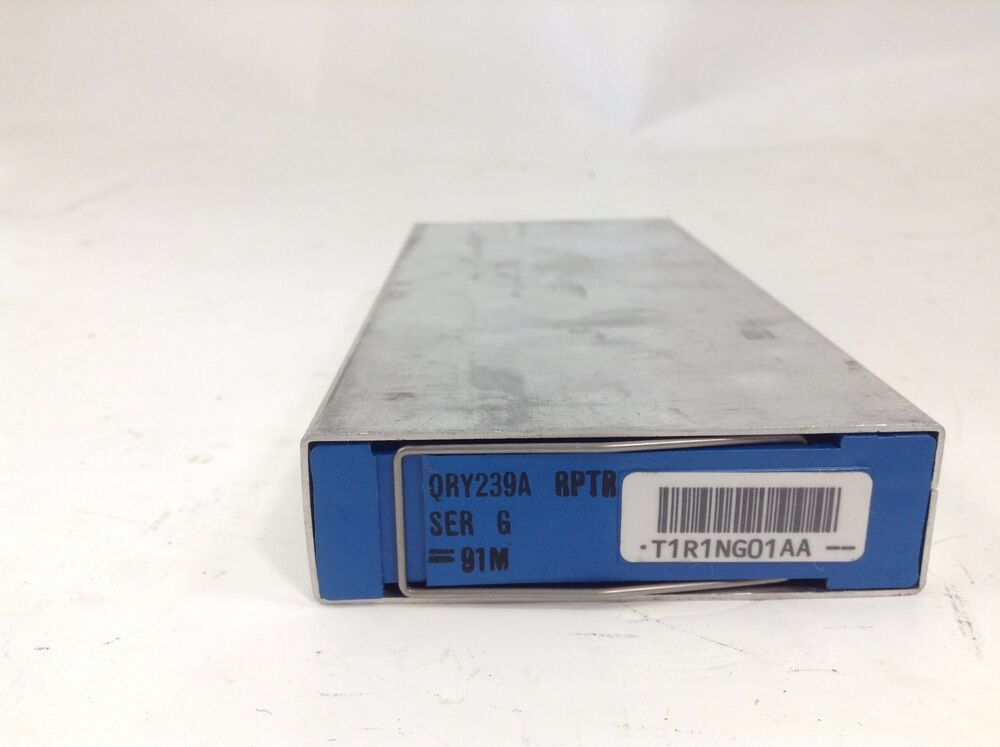 QRY239A RPTR
SER G
= 91M
·T1R1NG01AA --